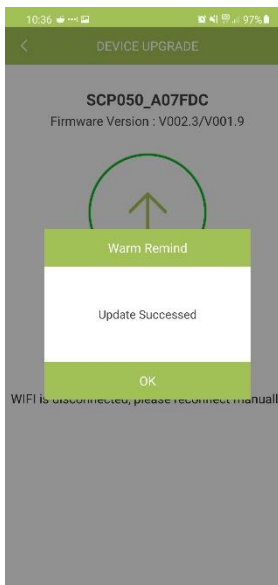 10:36
97%
DEVICE UPGRADE
SCP050_A07FDC
Firmware Version : V002.3/V001.9
Warm Remind
Update Successed
OK
WIFI is disconnected, please reconnect manuall